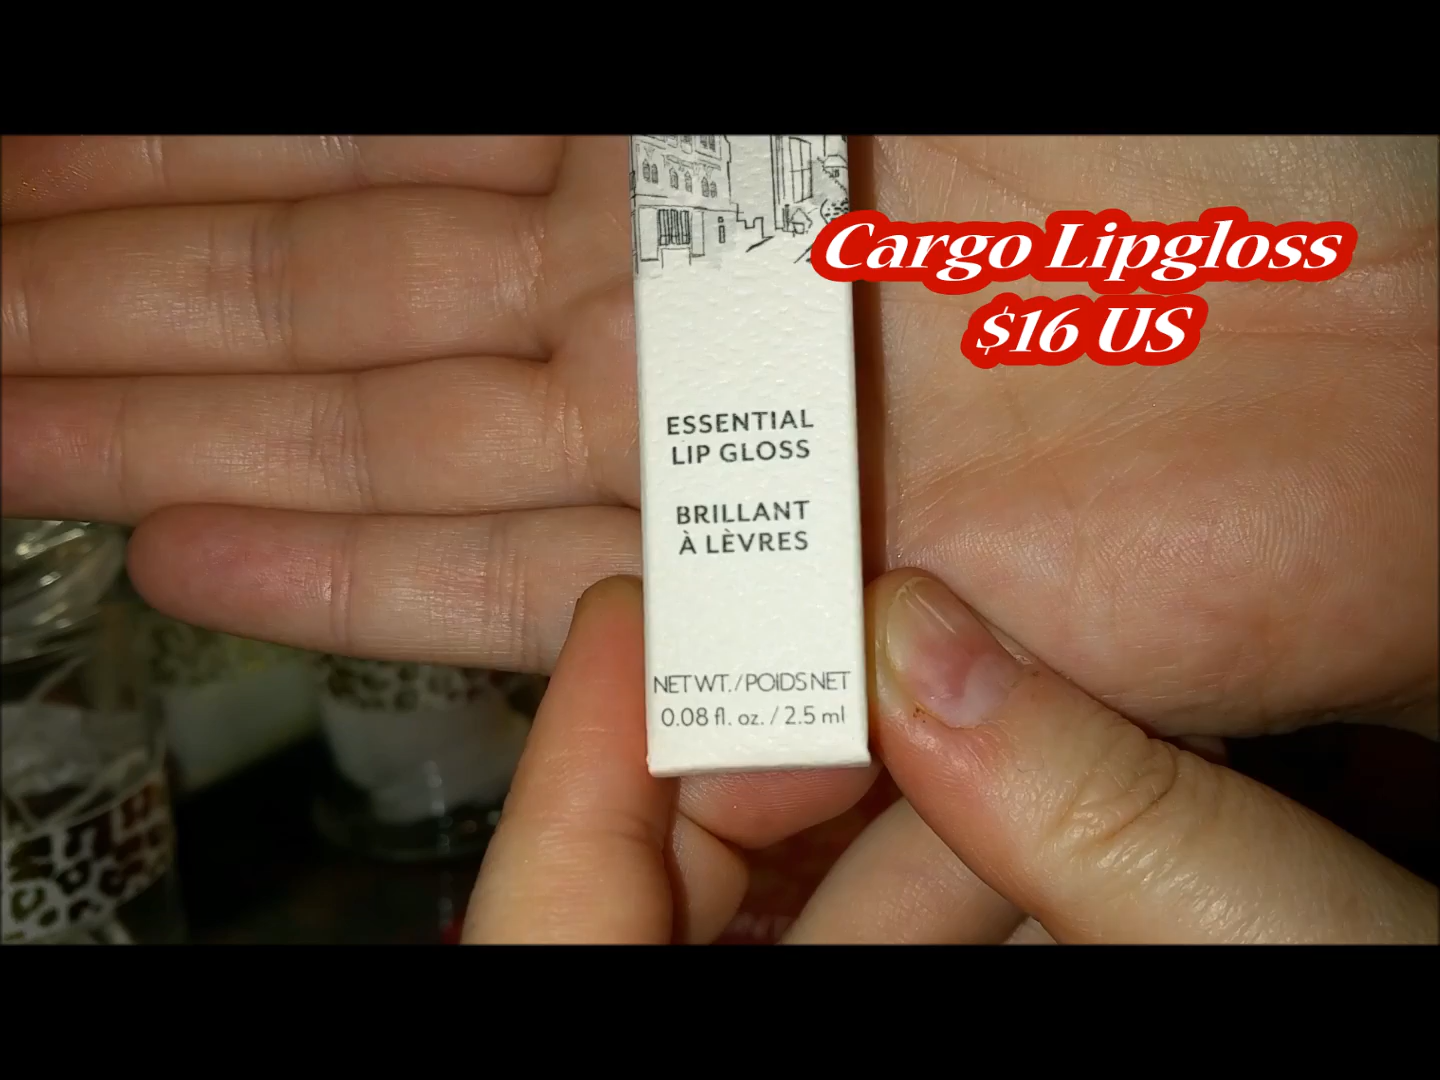 Cargo Lipgloss
$16 US
ESSENTIAL
LIP GLOSS
BRILLANT
À LÈVRES
NET WT. / POIDS NET
0.08 fl. oz. / 2.5 ml